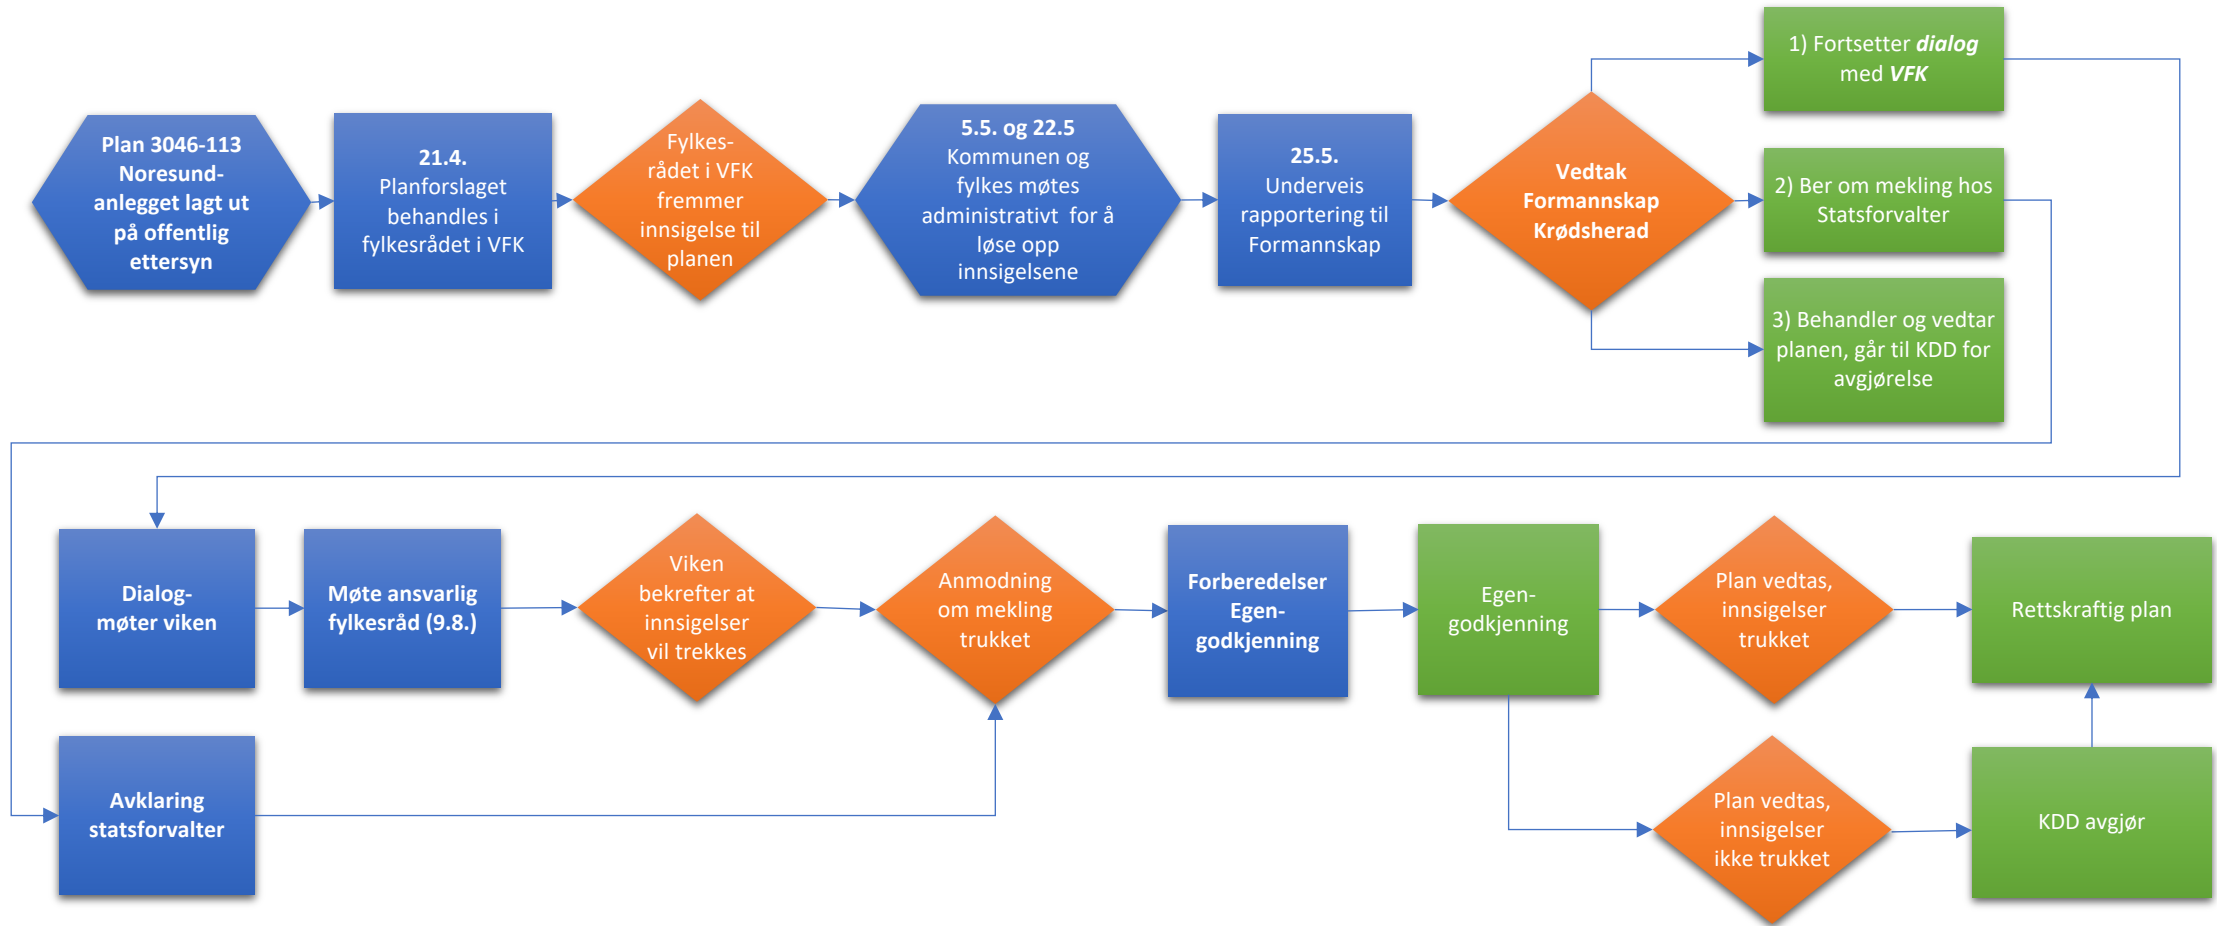 Plan 3046-113
Noresund-
anlegget lagt ut
på offentlig
ettersyn
21.4.
Planforslaget
behandles i
fylkesrådet i VFK
Fylkes-
rådet i VFK
fremmer
innsigelse til
planen
5.5. og 22.5
Kommunen og
fylkes møtes
administrativt  for å
løse opp
innsigelsene
25.5.
Underveis
rapportering til
Formannskap
Vedtak
Formannskap
Krødsherad
1) Fortsetter dialog
med VFK
2) Ber om mekling hos
Statsforvalter
3) Behandler og vedtar
planen, går til KDD for
avgjørelse
Dialog-
møter viken
Møte ansvarlig
fylkesråd (9.8.)
Viken
bekrefter at
innsigelser
vil trekkes
Anmodning
om mekling
trukket
Forberedelser
Egen-
godkjenning
Egen-
godkjenning
Plan vedtas,
innsigelser
trukket
Rettskraftig plan
Avklaring
statsforvalter
Plan vedtas,
innsigelser
ikke trukket
KDD avgjør